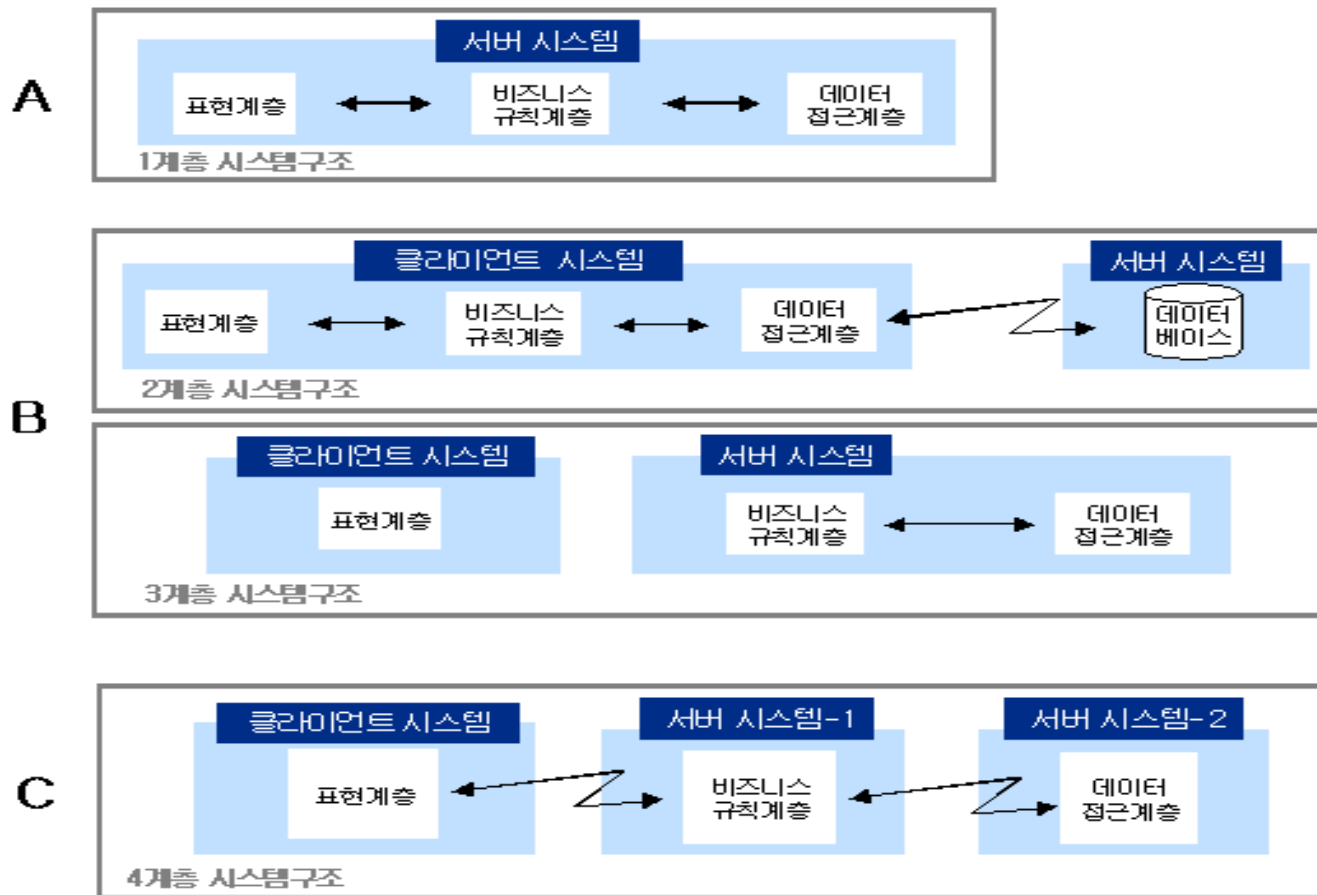 A
서버 시스템
표현계층
비즈니스
규칙계층
데이터
접근계층
1계층 시스템구조
B
클라이언트 시스템
표현계층
비즈니스
규칙계층
데이터
접근계층
서버 시스템
데이터
베이스
2계층 시스템구조
클라이언트 시스템
표현계층
서버 시스템
비즈니스
규칙계층
데이터
접근계층
3계층 시스템구조
C
클라이언트 시스템
표현계층
서버 시스템-1
비즈니스
규칙계층
서버 시스템-2
데이터
접근계층
4계층 시스템구조